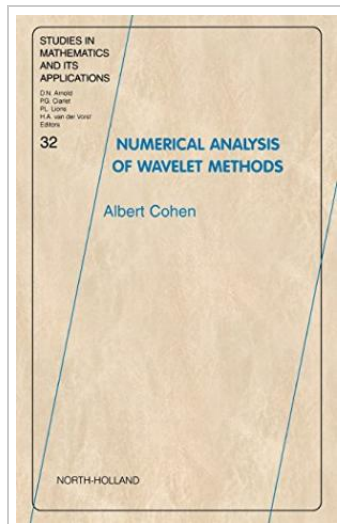 STUDIES IN
MATHEMATICS
AND ITS
APPLICATIONS
D.N. Arnold
P.G. Ciarlet
P.L. Lions
H.A. van der Vorst
Editors
32
NUMERICAL ANALYSIS
OF WAVELET METHODS
Albert Cohen
NORTH-HOLLAND